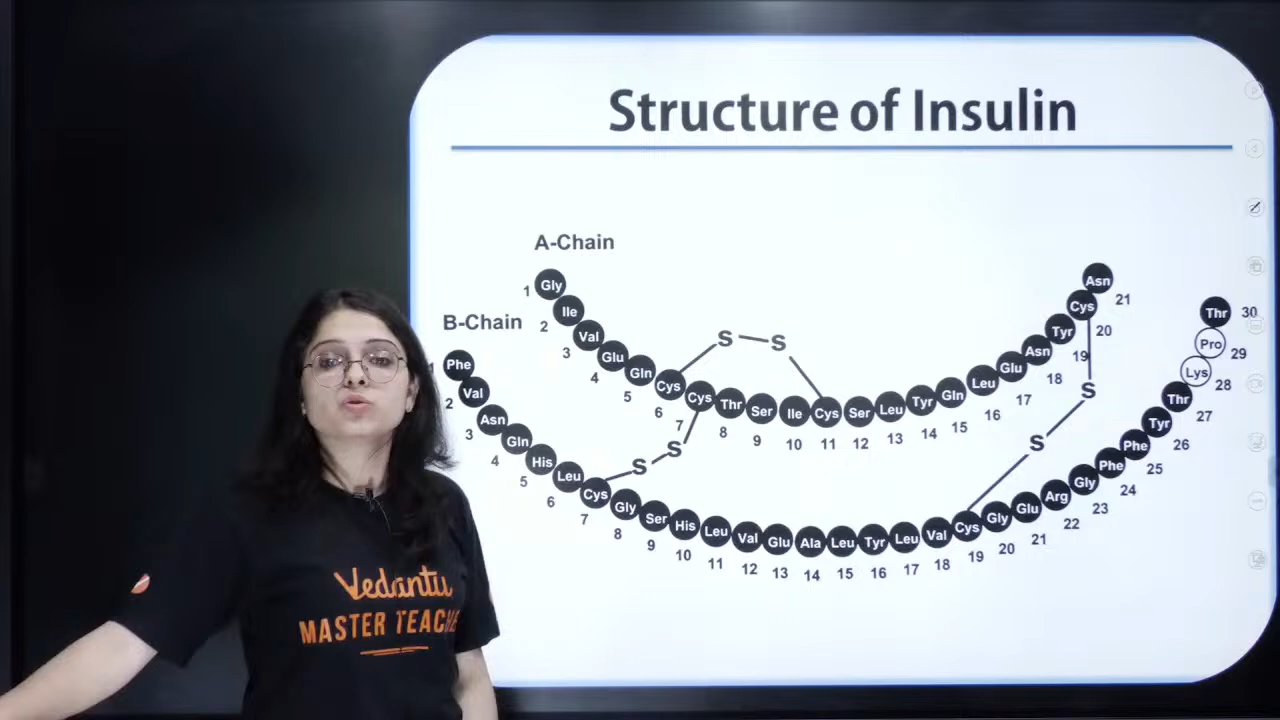 Structure of Insulin
A-Chain
Gly Ile Val Glu Gln Cys Cys Thr Ser Ile Cys Ser Leu Tyr Gln Leu Glu Asn Tyr Cys Asn
1 2 3 4 5 6 7 8 9 10 11 12 13 14 15 16 17 18 19 20 21
S S
S S
S S
B-Chain
Phe Val Asn Gln His Leu Cys Gly Ser His Leu Val Glu Ala Leu Tyr Leu Val Cys Gly Glu Arg Gly Phe Phe Tyr Thr Lys Pro Thr
2 3 4 5 6 7 8 9 10 11 12 13 14 15 16 17 18 19 20 21 22 23 24 25 26 27 28 29 30
Vedantu
MASTER TEACHE